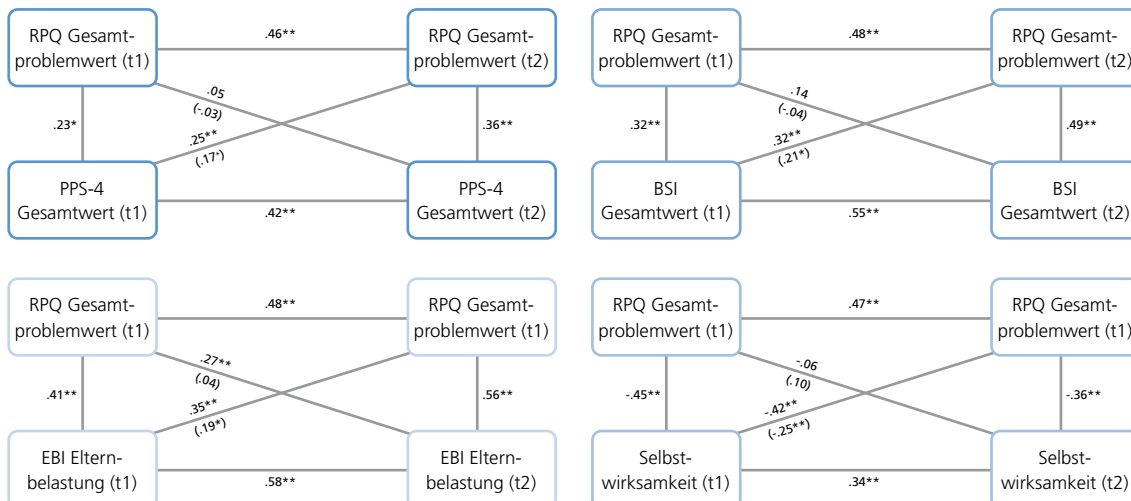 RPQ Gesamt-
problemwert (t1)
.46**
RPQ Gesamt-
problemwert (t2)
.23*
.05
(-.03)
.25**
(.17+)
.36**
PPS-4
Gesamtwert (t1)
.42**
PPS-4
Gesamtwert (t2)
RPQ Gesamt-
problemwert (t1)
.48**
RPQ Gesamt-
problemwert (t2)
.32**
.14
(-.04)
.32**
(.21*)
.49**
BSI
Gesamtwert (t1)
.55**
BSI
Gesamtwert (t2)
RPQ Gesamt-
problemwert (t1)
.48**
RPQ Gesamt-
problemwert (t1)
.41**
.27**
(.04)
.35**
(.19*)
.56**
EBI Eltern-
belastung (t1)
.58**
EBI Eltern-
belastung (t2)
RPQ Gesamt-
problemwert (t1)
.47**
RPQ Gesamt-
problemwert (t1)
-.45**
-.06
(.10)
-.42**
(-.25**)
-.36**
Selbst-
wirksamkeit (t1)
.34**
Selbst-
wirksamkeit (t2)